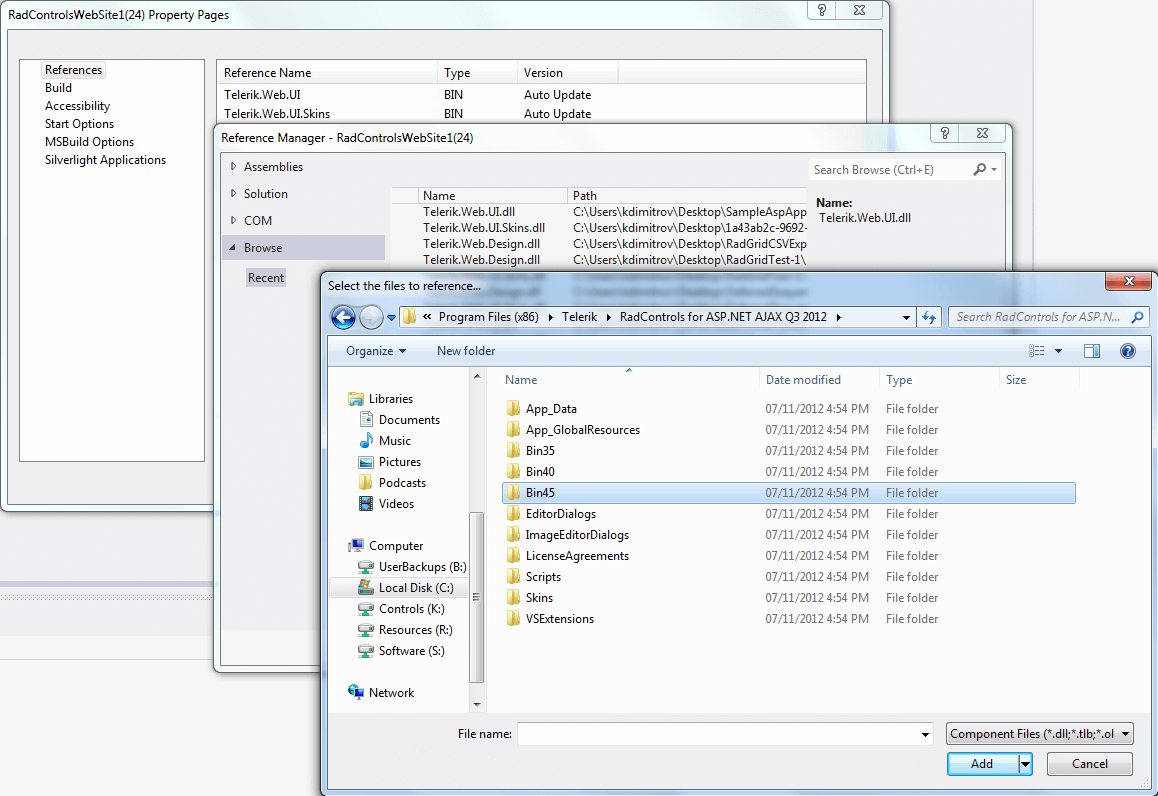 RadControlsWebSite1(24) Property Pages
References
Build
Accessibility
Start Options
MSBuild Options
Silverlight Applications
Reference Name Type Version
Telerik.Web.UI BIN Auto Update
Telerik.Web.UI.Skins BIN Auto Update
Reference Manager - RadControlsWebSite1(24)
Assemblies
Solution
COM
Browse
Recent
Search Browse (Ctrl+E)
Name Path
Telerik.Web.UI.dll C:\Users\kdimitrov\Desktop\SampleAspApp
Telerik.Web.UI.Skins.dll C:\Users\kdimitrov\Desktop\1a43ab2c-9692-
Telerik.Web.Design.dll C:\Users\kdimitrov\Desktop\RadGridCSVExp
Telerik.Web.Design.dll C:\Users\kdimitrov\Desktop\RadGridTest-1\
Name:
Telerik.Web.UI.dll
Select the files to reference...
« Program Files (x86) Telerik RadControls for ASP.NET AJAX Q3 2012
Search RadControls for ASP.N...
Organize New folder
Libraries
Documents
Music
Pictures
Podcasts
Videos
Computer
UserBackups (B:)
Local Disk (C:)
Controls (K:)
Resources (R:)
Software (S:)
Network
Name Date modified Type Size
App_Data 07/11/2012 4:54 PM File folder
App_GlobalResources 07/11/2012 4:54 PM File folder
Bin35 07/11/2012 4:54 PM File folder
Bin40 07/11/2012 4:54 PM File folder
Bin45 07/11/2012 4:54 PM File folder
EditorDialogs 07/11/2012 4:54 PM File folder
ImageEditorDialogs 07/11/2012 4:54 PM File folder
LicenseAgreements 07/11/2012 4:54 PM File folder
Scripts 07/11/2012 4:54 PM File folder
Skins 07/11/2012 4:54 PM File folder
VSExtensions 07/11/2012 4:54 PM File folder
File name:
Component Files (*.dll;*.tlb;*.ol
Add Cancel